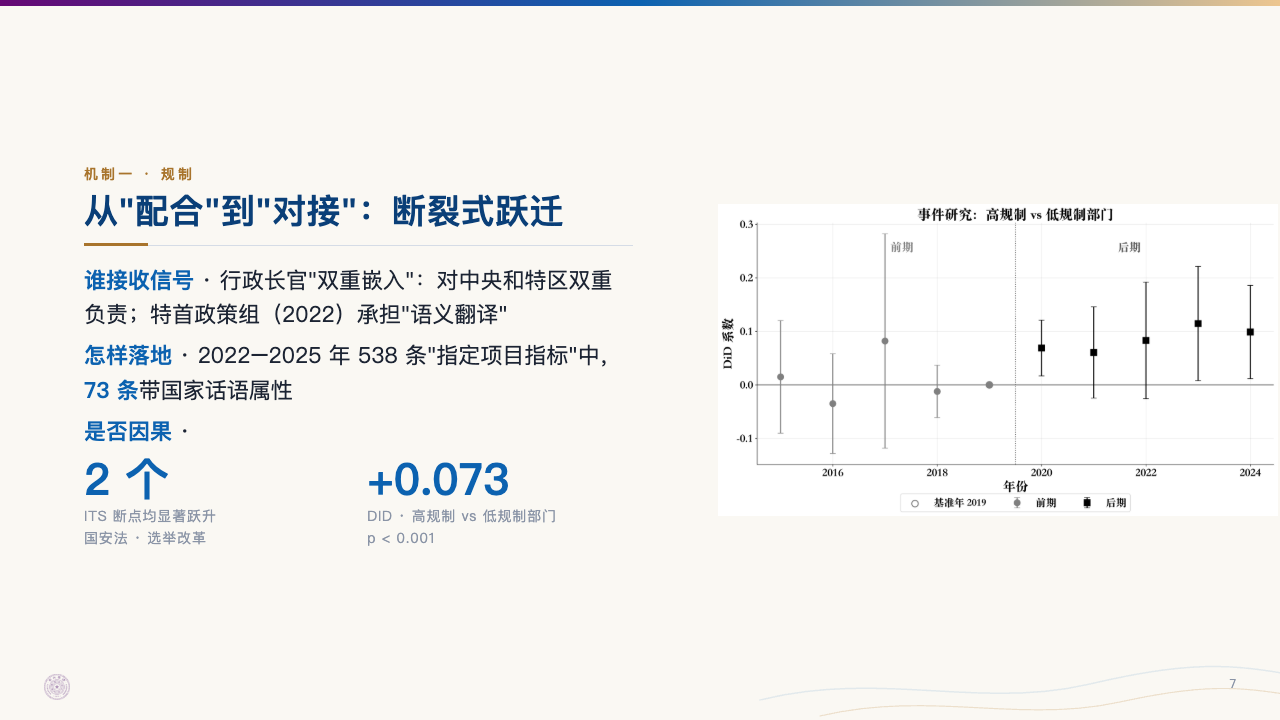 机制一 · 规制
从"配合"到"对接"：断裂式跃迁
谁接收信号 · 行政长官"双重嵌入"：对中央和特区双重
负责；特首政策组（2022）承担"语义翻译"
怎样落地 · 2022—2025 年 538 条"指定项目指标"中，
73 条带国家话语属性
是否因果 ·
2 个
ITS 断点均显著跃升
国安法 · 选举改革
+0.073
DID · 高规制 vs 低规制部门
p < 0.001
事件研究：高规制 vs 低规制部门
前期
后期
DiD 系数
0.3
0.2
0.1
0.0
-0.1
2016
2018
2020
2022
2024
年份
基准年 2019
前期
后期
7